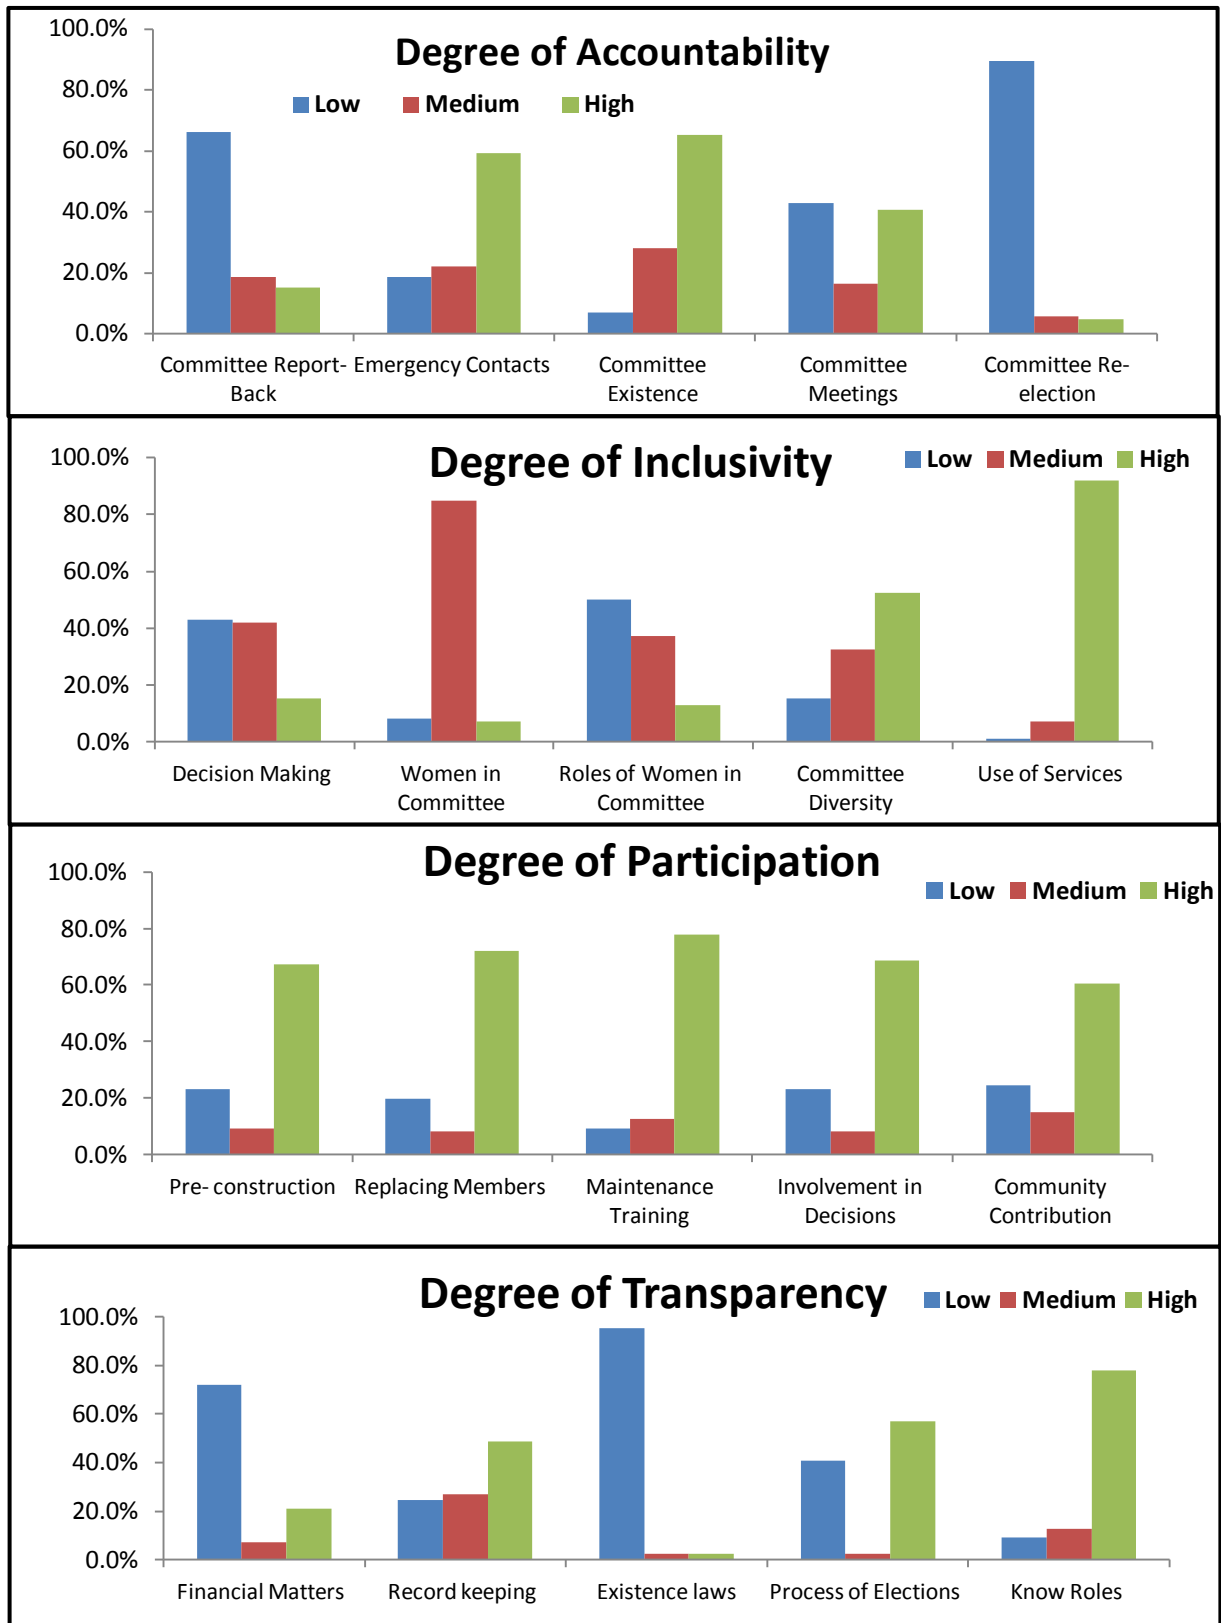 Degree of Accountability
Low Medium High
100.0%
80.0%
60.0%
40.0%
20.0%
0.0%
Committee Report-
Back
Emergency Contacts
Committee
Existence
Committee
Meetings
Committee Re-
election
Degree of Inclusivity
Low Medium High
100.0%
80.0%
60.0%
40.0%
20.0%
0.0%
Decision Making
Women in
Committee
Roles of Women in
Committee
Committee
Diversity
Use of Services
Degree of Participation
Low Medium High
100.0%
80.0%
60.0%
40.0%
20.0%
0.0%
Pre- construction
Replacing Members
Maintenance
Training
Involvement in
Decisions
Community
Contribution
Degree of Transparency
Low Medium High
100.0%
80.0%
60.0%
40.0%
20.0%
0.0%
Financial Matters
Record keeping
Existence laws
Process of Elections
Know Roles